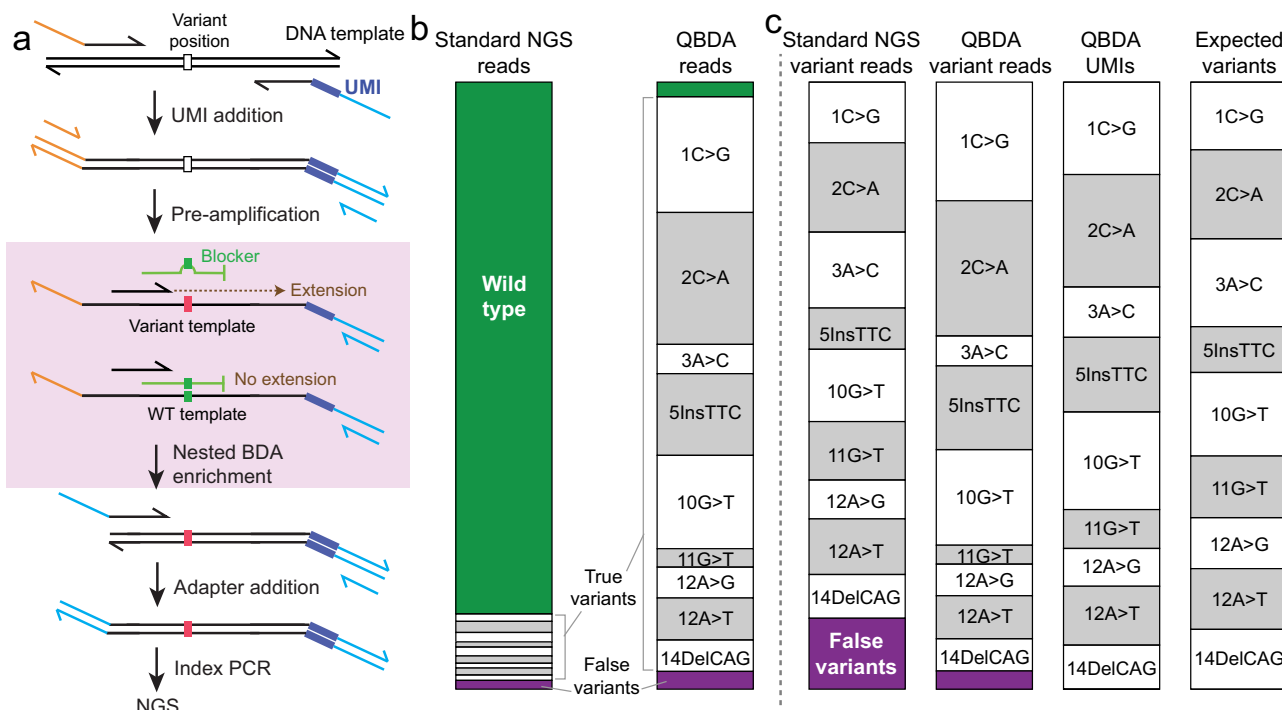 a
Variant
position
DNA template
UMI
UMI addition
Pre-amplification
Blocker
Extension
Variant template
No extension
WT template
Nested BDA
enrichment
Adapter addition
Index PCR
NGS
b
Standard NGS
reads
QBDA
reads
Wild
type
1C>G
2C>A
3A>C
5InsTTC
10G>T
11G>T
12A>G
12A>T
14DelCAG
True
variants
False
variants
c
Standard NGS
variant reads
1C>G
2C>A
3A>C
5InsTTC
10G>T
11G>T
12A>G
12A>T
14DelCAG
False
variants
QBDA
variant reads
1C>G
2C>A
3A>C
5InsTTC
10G>T
11G>T
12A>G
12A>T
14DelCAG
QBDA
UMIs
1C>G
2C>A
3A>C
5InsTTC
10G>T
11G>T
12A>G
12A>T
14DelCAG
Expected
variants
1C>G
2C>A
3A>C
5InsTTC
10G>T
11G>T
12A>G
12A>T
14DelCAG